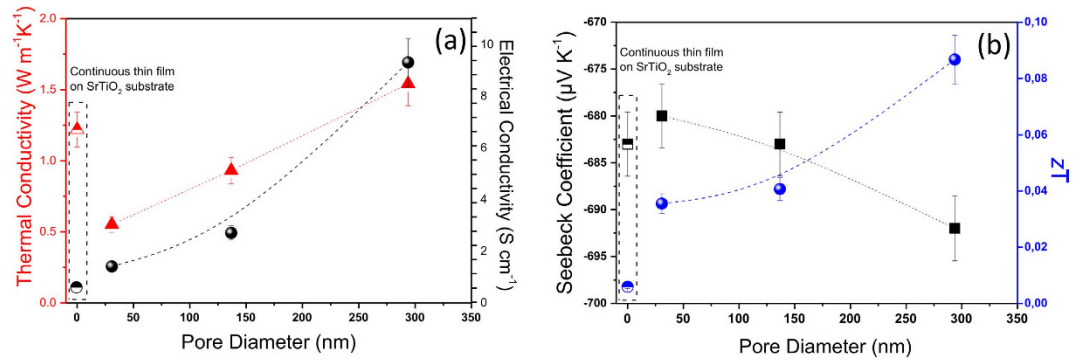 (a)
Thermal Conductivity (W m⁻¹K⁻¹)
2.0
1.5
1.0
0.5
0.0
Continuous thin film
on SrTiO₂ substrate
Electrical Conductivity (S cm⁻¹)
10
8
6
4
2
0
0 50 100 150 200 250 300 350
Pore Diameter (nm)
(b)
Seebeck Coefficient (µV K⁻¹)
-670
-675
-680
-685
-690
-695
-700
Continuous thin film
on SrTiO₂ substrate
zT
0,10
0,08
0,06
0,04
0,02
0,00
0 50 100 150 200 250 300 350
Pore Diameter (nm)